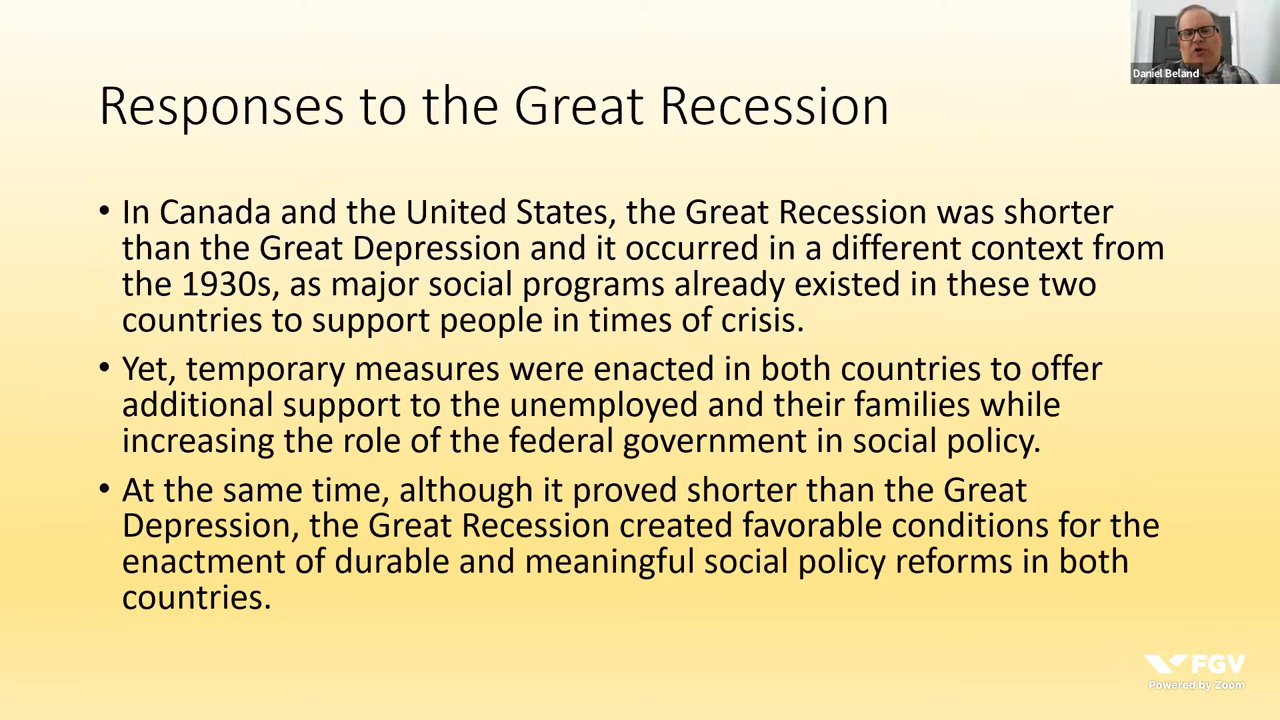 Daniel Beland
Responses to the Great Recession
• In Canada and the United States, the Great Recession was shorter
than the Great Depression and it occurred in a different context from
the 1930s, as major social programs already existed in these two
countries to support people in times of crisis.
• Yet, temporary measures were enacted in both countries to offer
additional support to the unemployed and their families while
increasing the role of the federal government in social policy.
• At the same time, although it proved shorter than the Great
Depression, the Great Recession created favorable conditions for the
enactment of durable and meaningful social policy reforms in both
countries.
FGV
Powered by Zoom